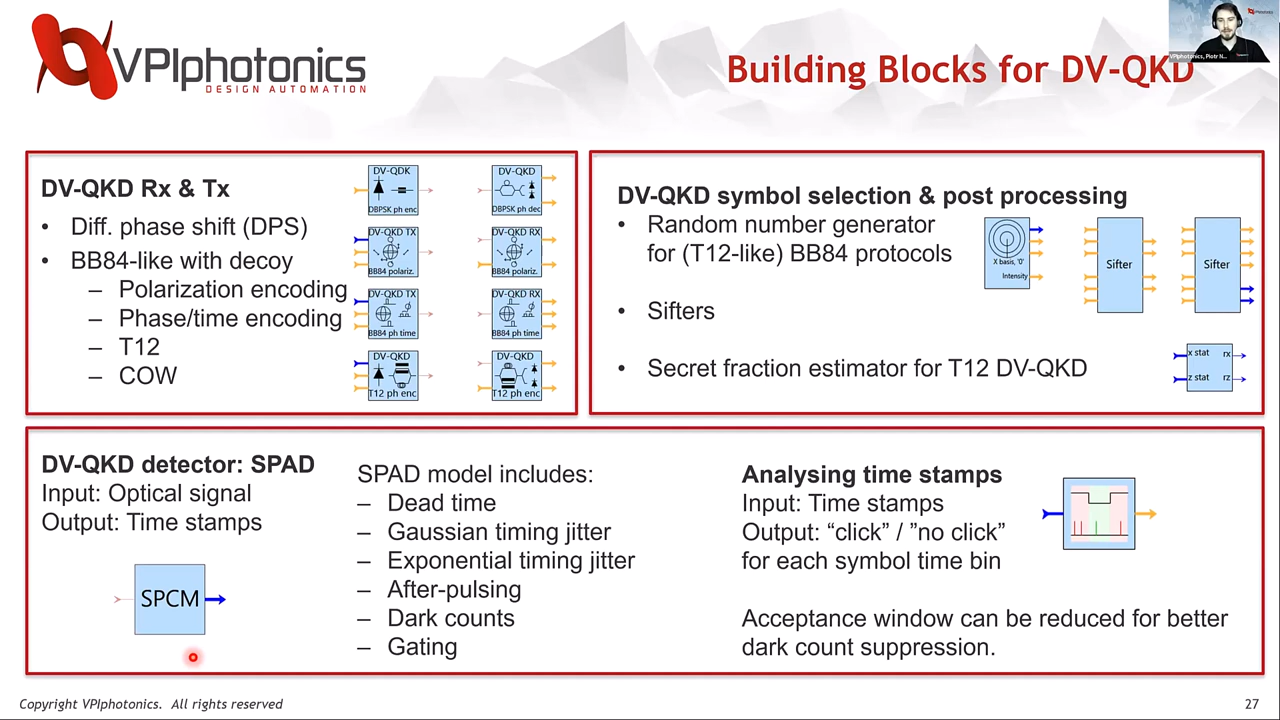 VPIphotonics
DESIGN AUTOMATION
Building Blocks for DV-QKD
VPIphotonics, Piotr N...
DV-QKD Rx & Tx
• Diff. phase shift (DPS)
• BB84-like with decoy
– Polarization encoding
– Phase/time encoding
– T12
– COW
DV-QDK
DBPSK ph enc
DV-QKD
DBPSK ph dec
DV-QKD TX
BB84 polariz.
DV-QKD RX
BB84 polariz.
DV-QKD TX
BB84 ph time
DV-QKD RX
BB84 ph time
DV-QKD
T12 ph enc
DV-QKD
T12 ph enc
DV-QKD symbol selection & post processing
• Random number generator
for (T12-like) BB84 protocols
• Sifters
• Secret fraction estimator for T12 DV-QKD
X basis, '0'
Intensity
Sifter
Sifter
x stat rx
z stat rz
DV-QKD detector: SPAD
Input: Optical signal
Output: Time stamps
SPCM
SPAD model includes:
– Dead time
– Gaussian timing jitter
– Exponential timing jitter
– After-pulsing
– Dark counts
– Gating
Analysing time stamps
Input: Time stamps
Output: “click” / ”no click”
for each symbol time bin
Acceptance window can be reduced for better
dark count suppression.
Copyright VPIphotonics. All rights reserved
27